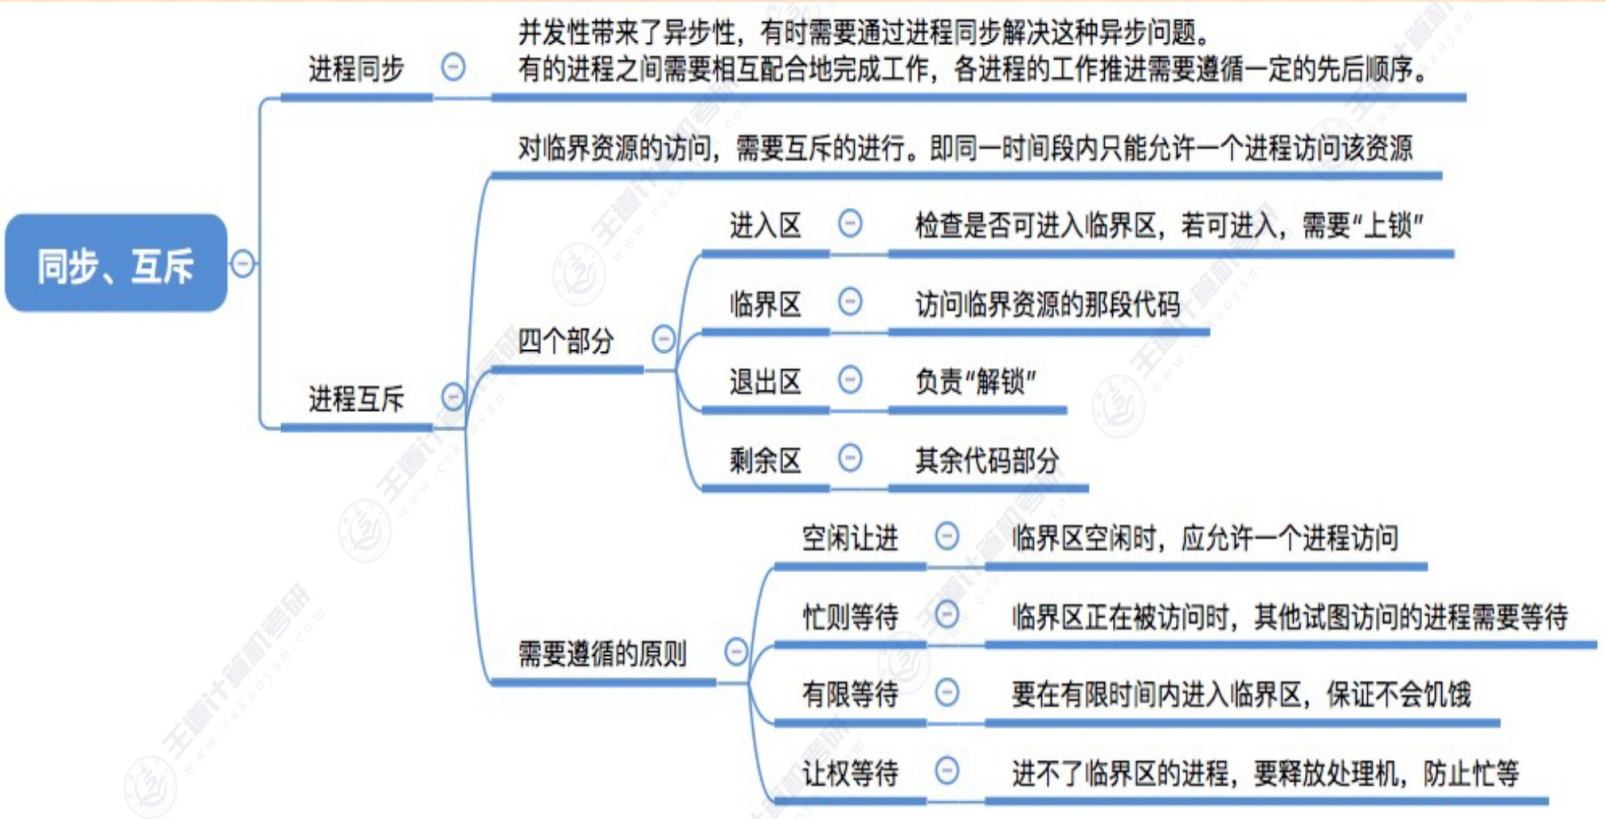 并发性带来了异步性，有时需要通过进程同步解决这种异步问题。
进程同步
有的进程之间需要相互配合地完成工作，各进程的工作推进需要遵循一定的先后顺序。
对临界资源的访问，需要互斥的进行。即同一时间段内只能允许一个进程访问该资源
进入区 检查是否可进入临界区，若可进入，需要“上锁”
同步、互斥
临界区 访问临界资源的那段代码
四个部分
退出区 负责“解锁”
进程互斥
剩余区 其余代码部分
空闲让进 临界区空闲时，应允许一个进程访问
忙则等待 临界区正在被访问时，其他试图访问的进程需要等待
需要遵循的原则
有限等待 要在有限时间内进入临界区，保证不会饥饿
让权等待 进不了临界区的进程，要释放处理机，防止忙等
王道计算机考研
www.cskaoyan.com